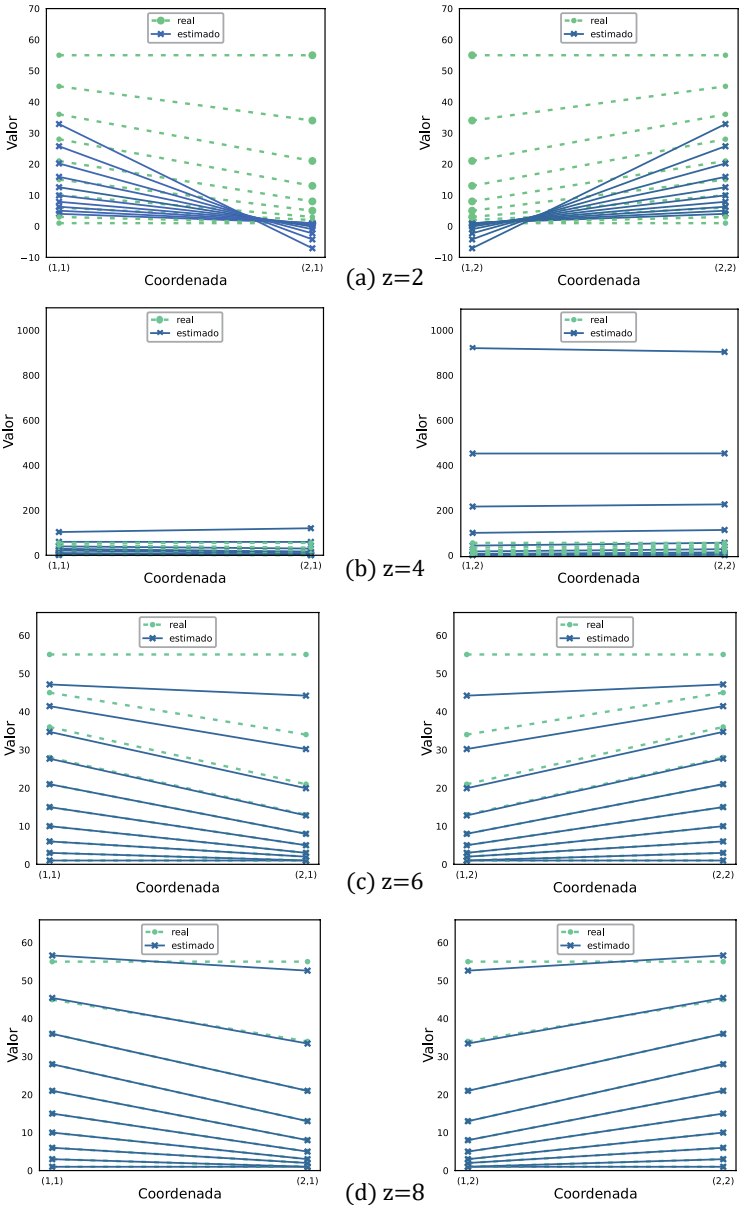 70
60
50
40
30
20
10
0
−10
Valor
real
estimado
(1,1)
(2,1)
Coordenada
70
60
50
40
30
20
10
0
−10
Valor
real
estimado
(1,2)
(2,2)
Coordenada
(a) z=2
1000
800
600
400
200
0
Valor
real
estimado
(1,1)
(2,1)
Coordenada
1000
800
600
400
200
0
Valor
real
estimado
(1,2)
(2,2)
Coordenada
(b) z=4
60
50
40
30
20
10
0
Valor
real
estimado
(1,1)
(2,1)
Coordenada
60
50
40
30
20
10
0
Valor
real
estimado
(1,2)
(2,2)
Coordenada
(c) z=6
60
50
40
30
20
10
0
Valor
real
estimado
(1,1)
(2,1)
Coordenada
60
50
40
30
20
10
0
Valor
real
estimado
(1,2)
(2,2)
Coordenada
(d) z=8